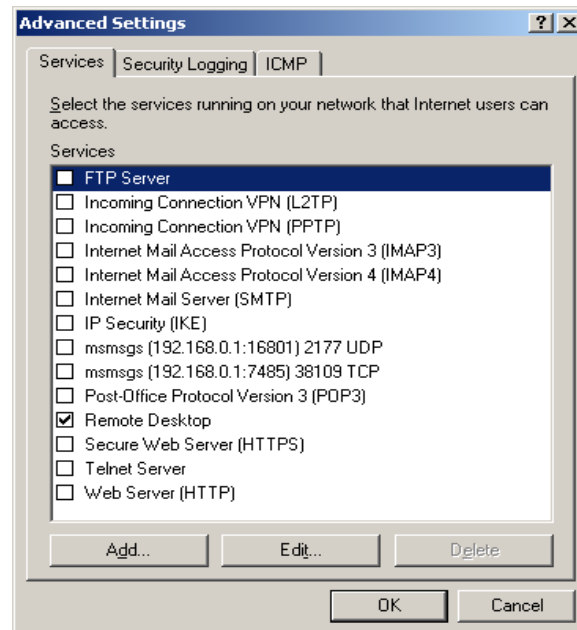 Advanced Settings
Services Security Logging ICMP
Select the services running on your network that Internet users can
access.
Services
FTP Server
Incoming Connection VPN (L2TP)
Incoming Connection VPN (PPTP)
Internet Mail Access Protocol Version 3 (IMAP3)
Internet Mail Access Protocol Version 4 (IMAP4)
Internet Mail Server (SMTP)
IP Security (IKE)
msmsgs (192.168.0.1:16801) 2177 UDP
msmsgs (192.168.0.1:7485) 38109 TCP
Post-Office Protocol Version 3 (POP3)
Remote Desktop
Secure Web Server (HTTPS)
Telnet Server
Web Server (HTTP)
Add... Edit... Delete
OK Cancel